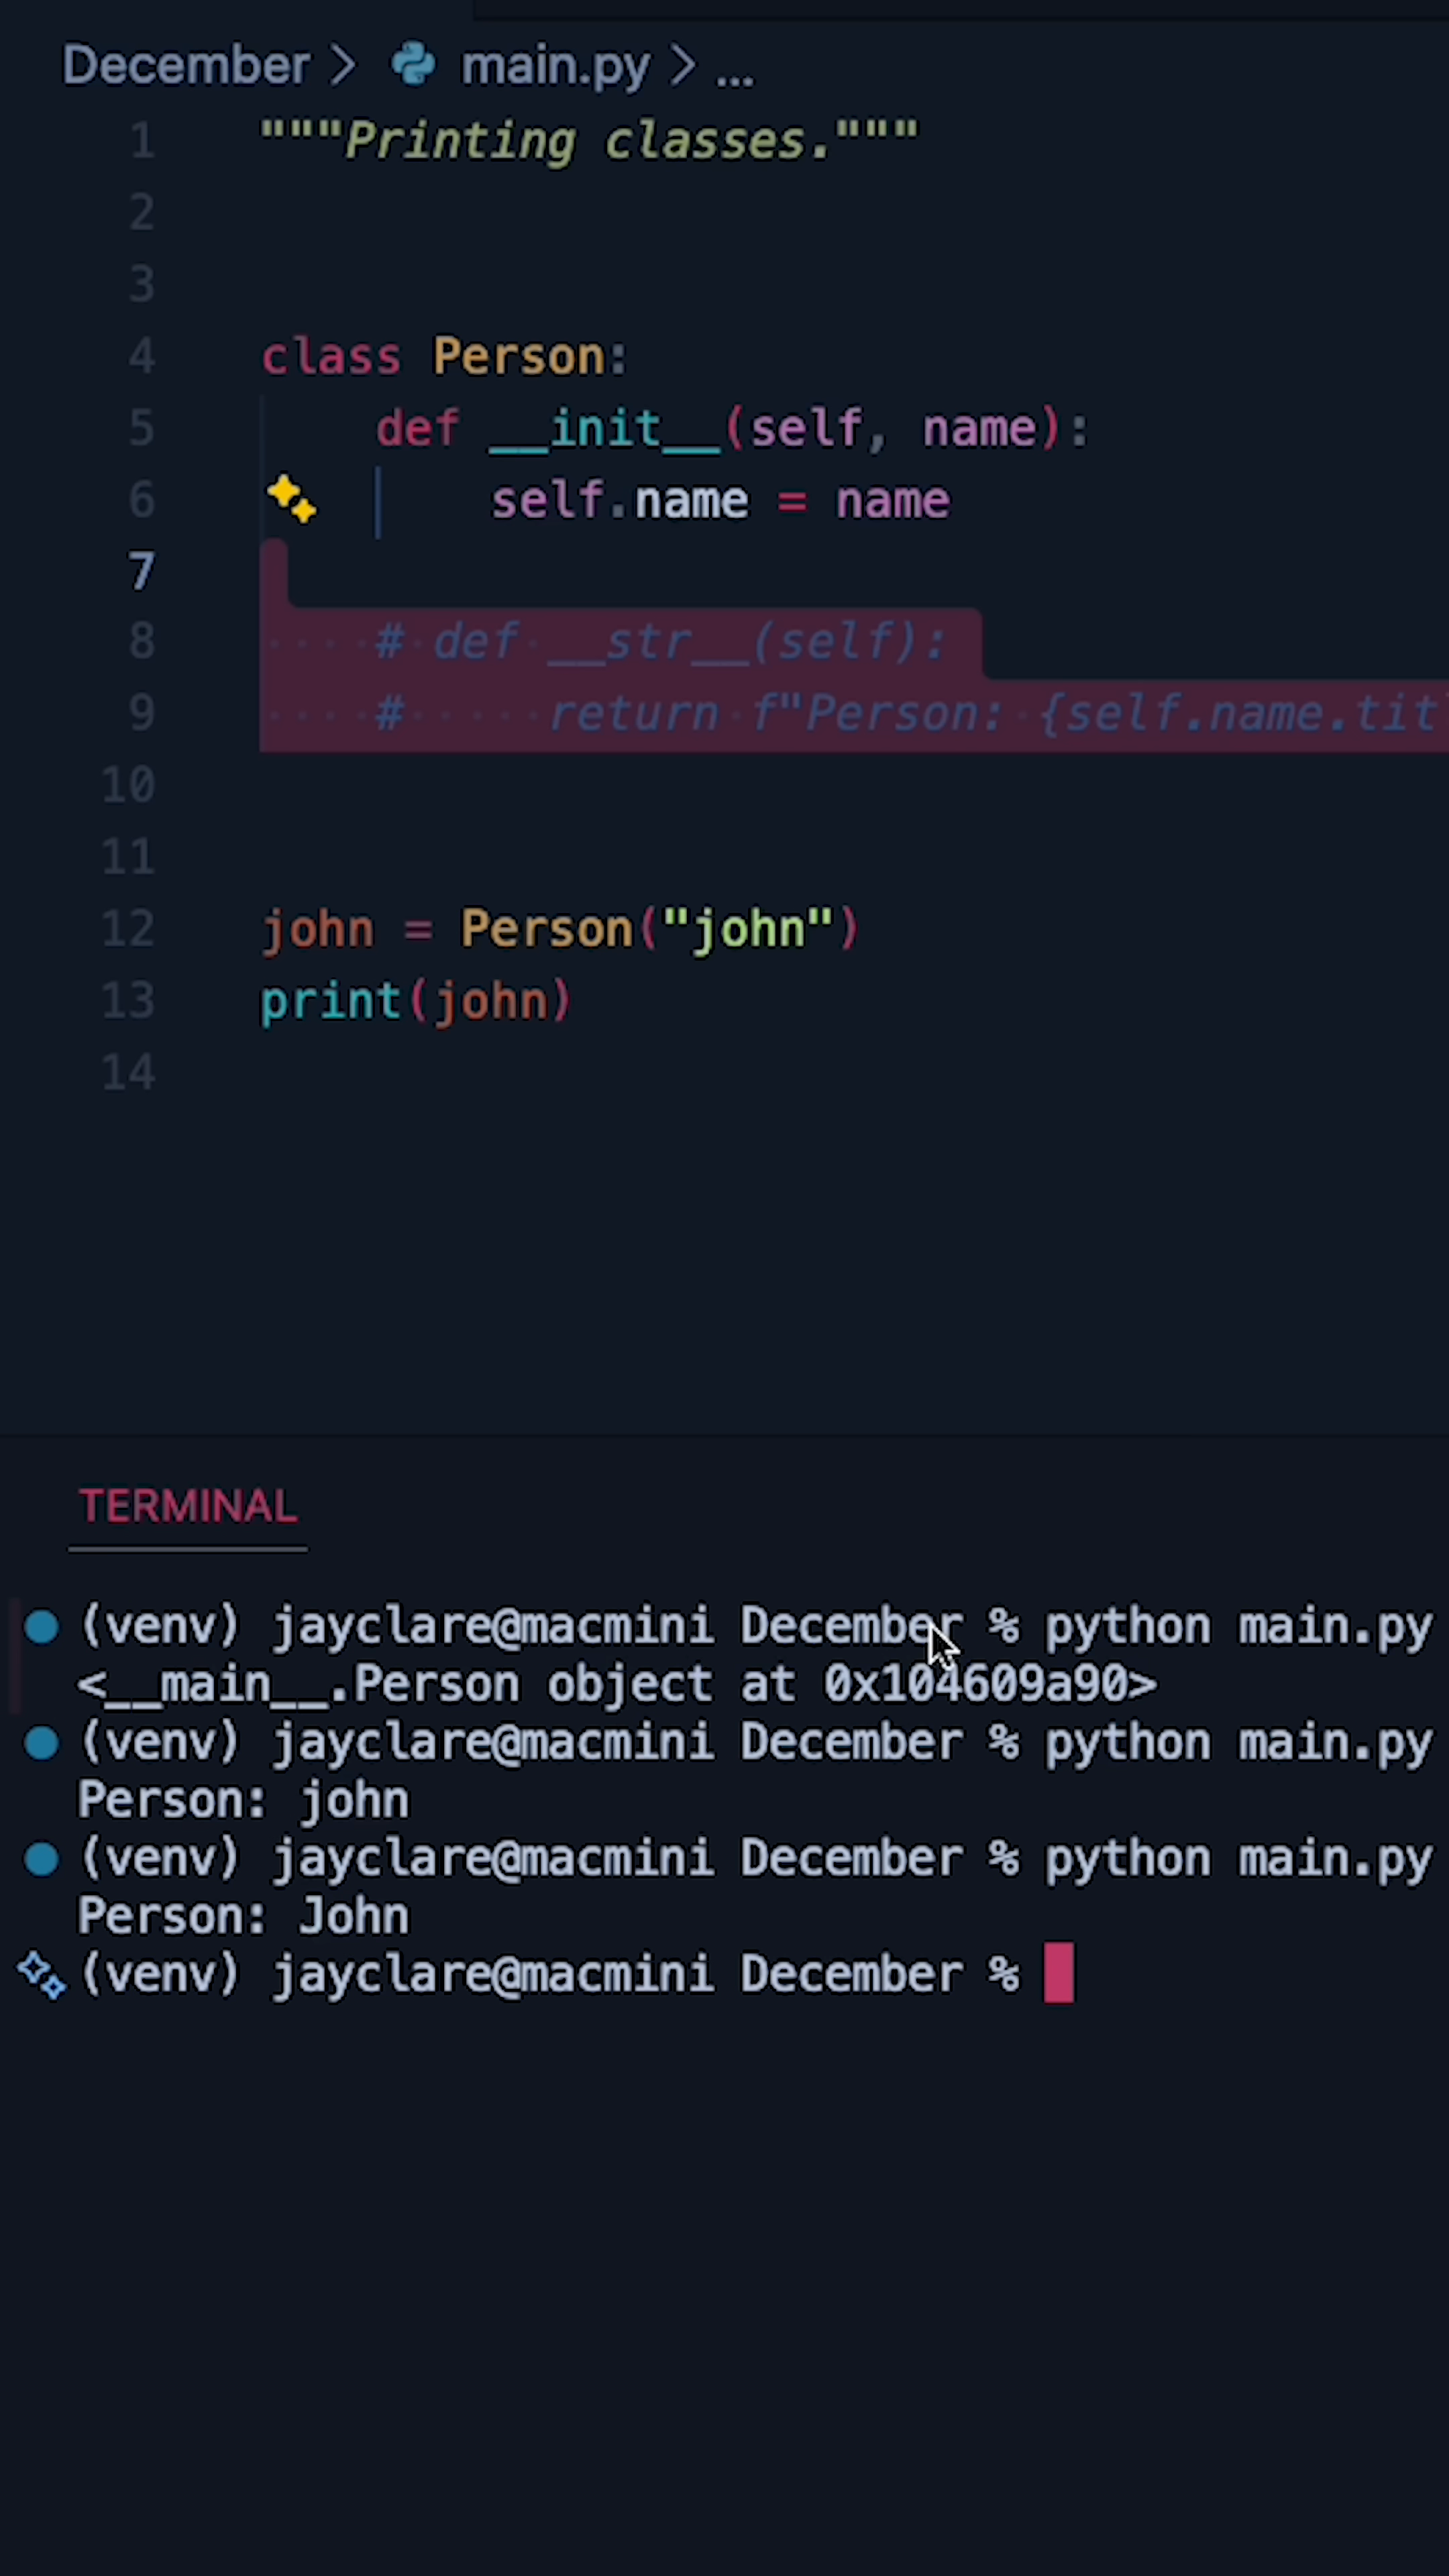 December > main.py > ...
1 """Printing classes."""
2
3
4 class Person:
5     def __init__(self, name):
6         self.name = name
7
8     # def __str__(self):
9     #     return f"Person: {self.name.tit
10
11
12 john = Person("john")
13 print(john)
14
TERMINAL
(venv) jayclare@macmini December % python main.py
<__main__.Person object at 0x104609a90>
(venv) jayclare@macmini December % python main.py
Person: john
(venv) jayclare@macmini December % python main.py
Person: John
(venv) jayclare@macmini December %